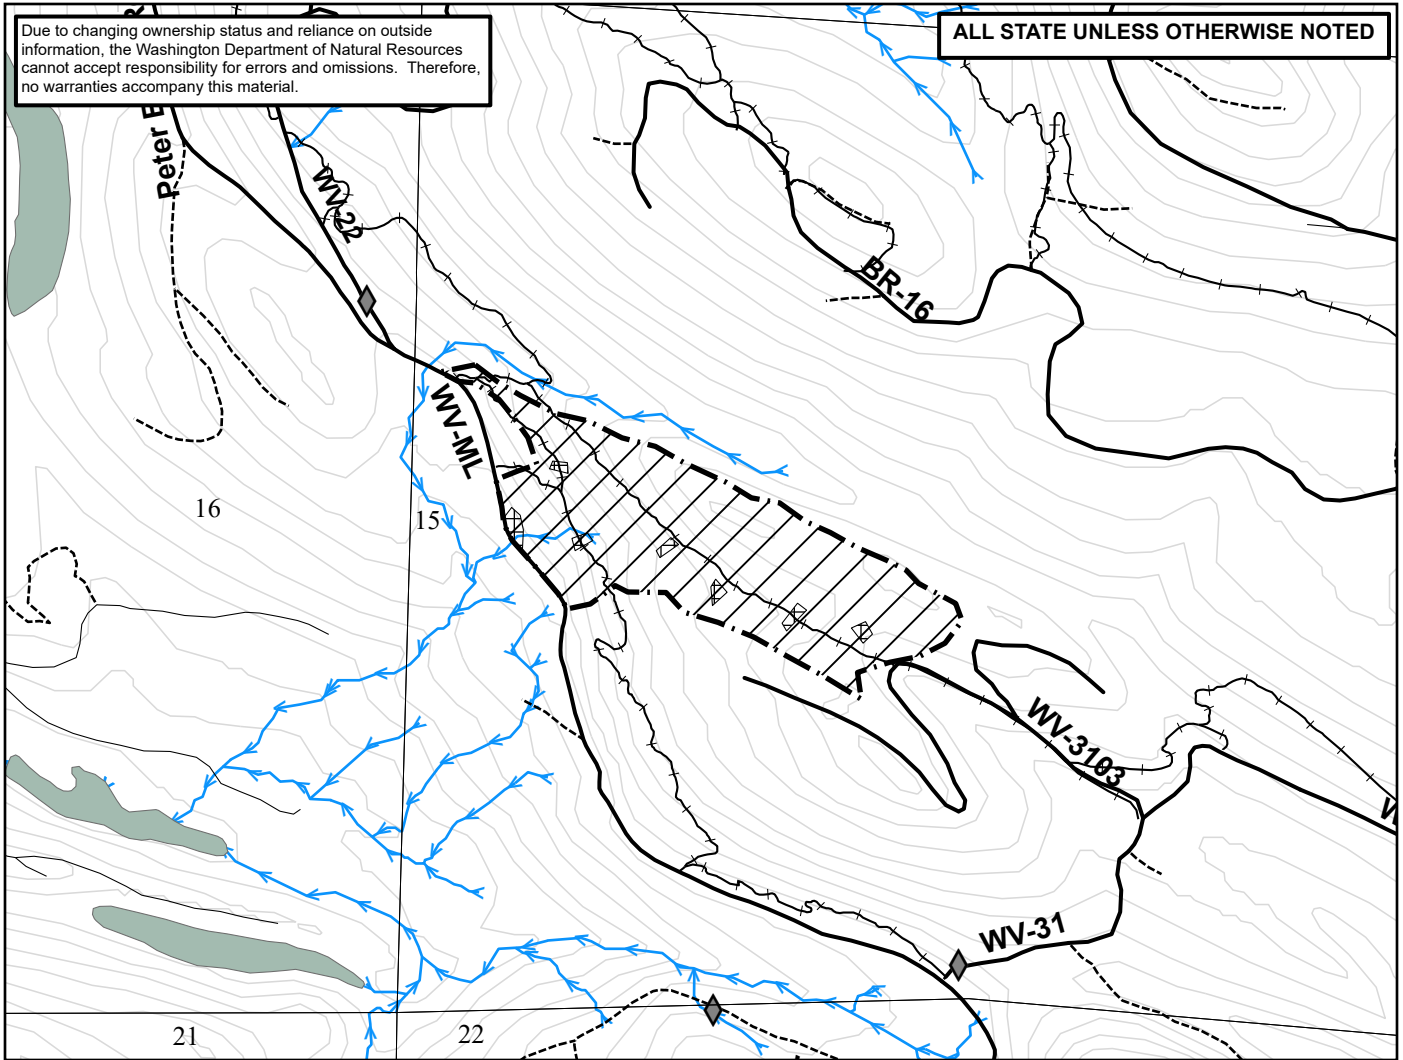 Due to changing ownership status and reliance on outside
information, the Washington Department of Natural Resources
cannot accept responsibility for errors and omissions.  Therefore,
no warranties accompany this material.
ALL STATE UNLESS OTHERWISE NOTED
Peter
WV-22
BR-16
WV-ML
16
15
WV-3103
WV-31
21
22